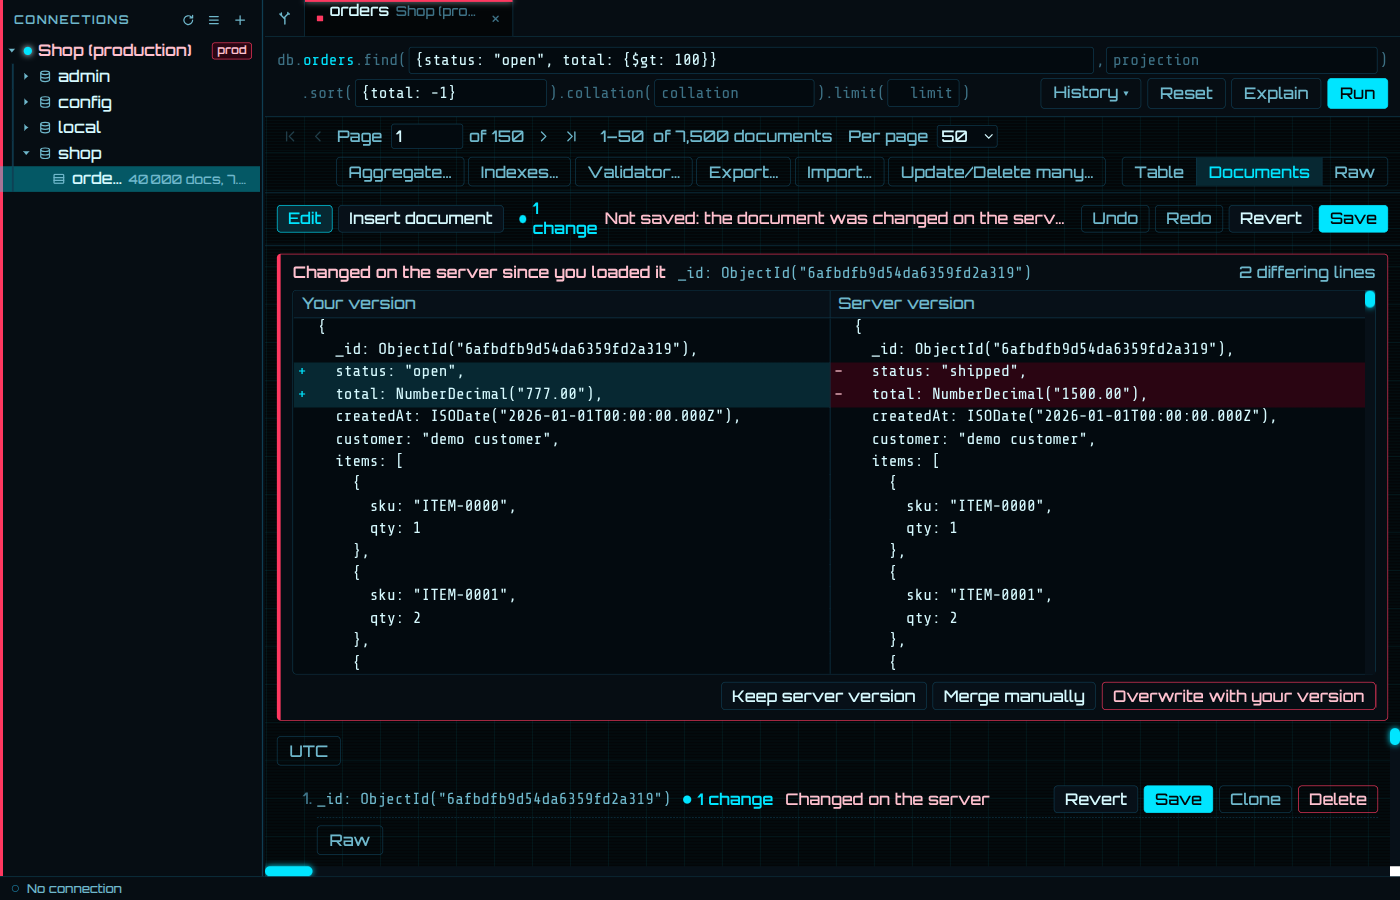 CONNECTIONS
Shop (production) prod
admin
config
local
shop
orde... 40 000 docs, 7....
orders Shop (pro... ×
db.orders.find( {status: "open", total: {$gt: 100}} , projection )
.sort( {total: -1} ).collation( collation ).limit( limit )
History Reset Explain Run
Page 1 of 150 1–50 of 7,500 documents Per page 50
Aggregate... Indexes... Validator... Export... Import... Update/Delete many... Table Documents Raw
Edit Insert document ● 1 change Not saved: the document was changed on the serv... Undo Redo Revert Save
Changed on the server since you loaded it _id: ObjectId("6afbdfb9d54da6359fd2a319") 2 differing lines
Your version
{
_id: ObjectId("6afbdfb9d54da6359fd2a319"),
+ status: "open",
+ total: NumberDecimal("777.00"),
createdAt: ISODate("2026-01-01T00:00:00.000Z"),
customer: "demo customer",
items: [
{
sku: "ITEM-0000",
qty: 1
},
{
sku: "ITEM-0001",
qty: 2
},
{
Server version
{
_id: ObjectId("6afbdfb9d54da6359fd2a319"),
− status: "shipped",
− total: NumberDecimal("1500.00"),
createdAt: ISODate("2026-01-01T00:00:00.000Z"),
customer: "demo customer",
items: [
{
sku: "ITEM-0000",
qty: 1
},
{
sku: "ITEM-0001",
qty: 2
},
{
Keep server version Merge manually Overwrite with your version
UTC
1. _id: ObjectId("6afbdfb9d54da6359fd2a319") ● 1 change Changed on the server Revert Save Clone Delete
Raw
No connection